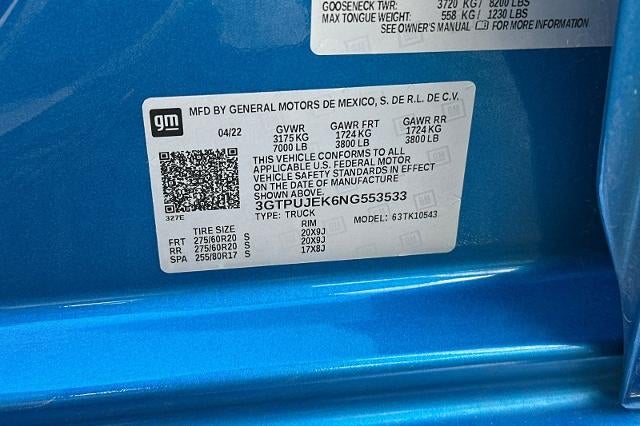 GOOSENECK TWR: 3720 KG / 8200 LBS
MAX TONGUE WEIGHT: 558 KG / 1230 LBS
SEE OWNER'S MANUAL FOR MORE INFORMATION
gm
MFD BY GENERAL MOTORS DE MEXICO, S. DE R.L. DE C.V.
04/22 GVWR GAWR FRT GAWR RR
3175 KG 1724 KG 1724 KG
7000 LB 3800 LB 3800 LB
THIS VEHICLE CONFORMS TO ALL
APPLICABLE U.S. FEDERAL MOTOR
VEHICLE SAFETY STANDARDS IN EFFECT
ON THE DATE OF MANUFACTURE
SHOWN ABOVE.
327E 3GTPUJEK6NG553533
TYPE: TRUCK MODEL: 63TK10543
TIRE SIZE RIM
FRT 275/60R20 S 20X9J
RR 275/60R20 S 20X9J
SPA 255/80R17 S 17X8J